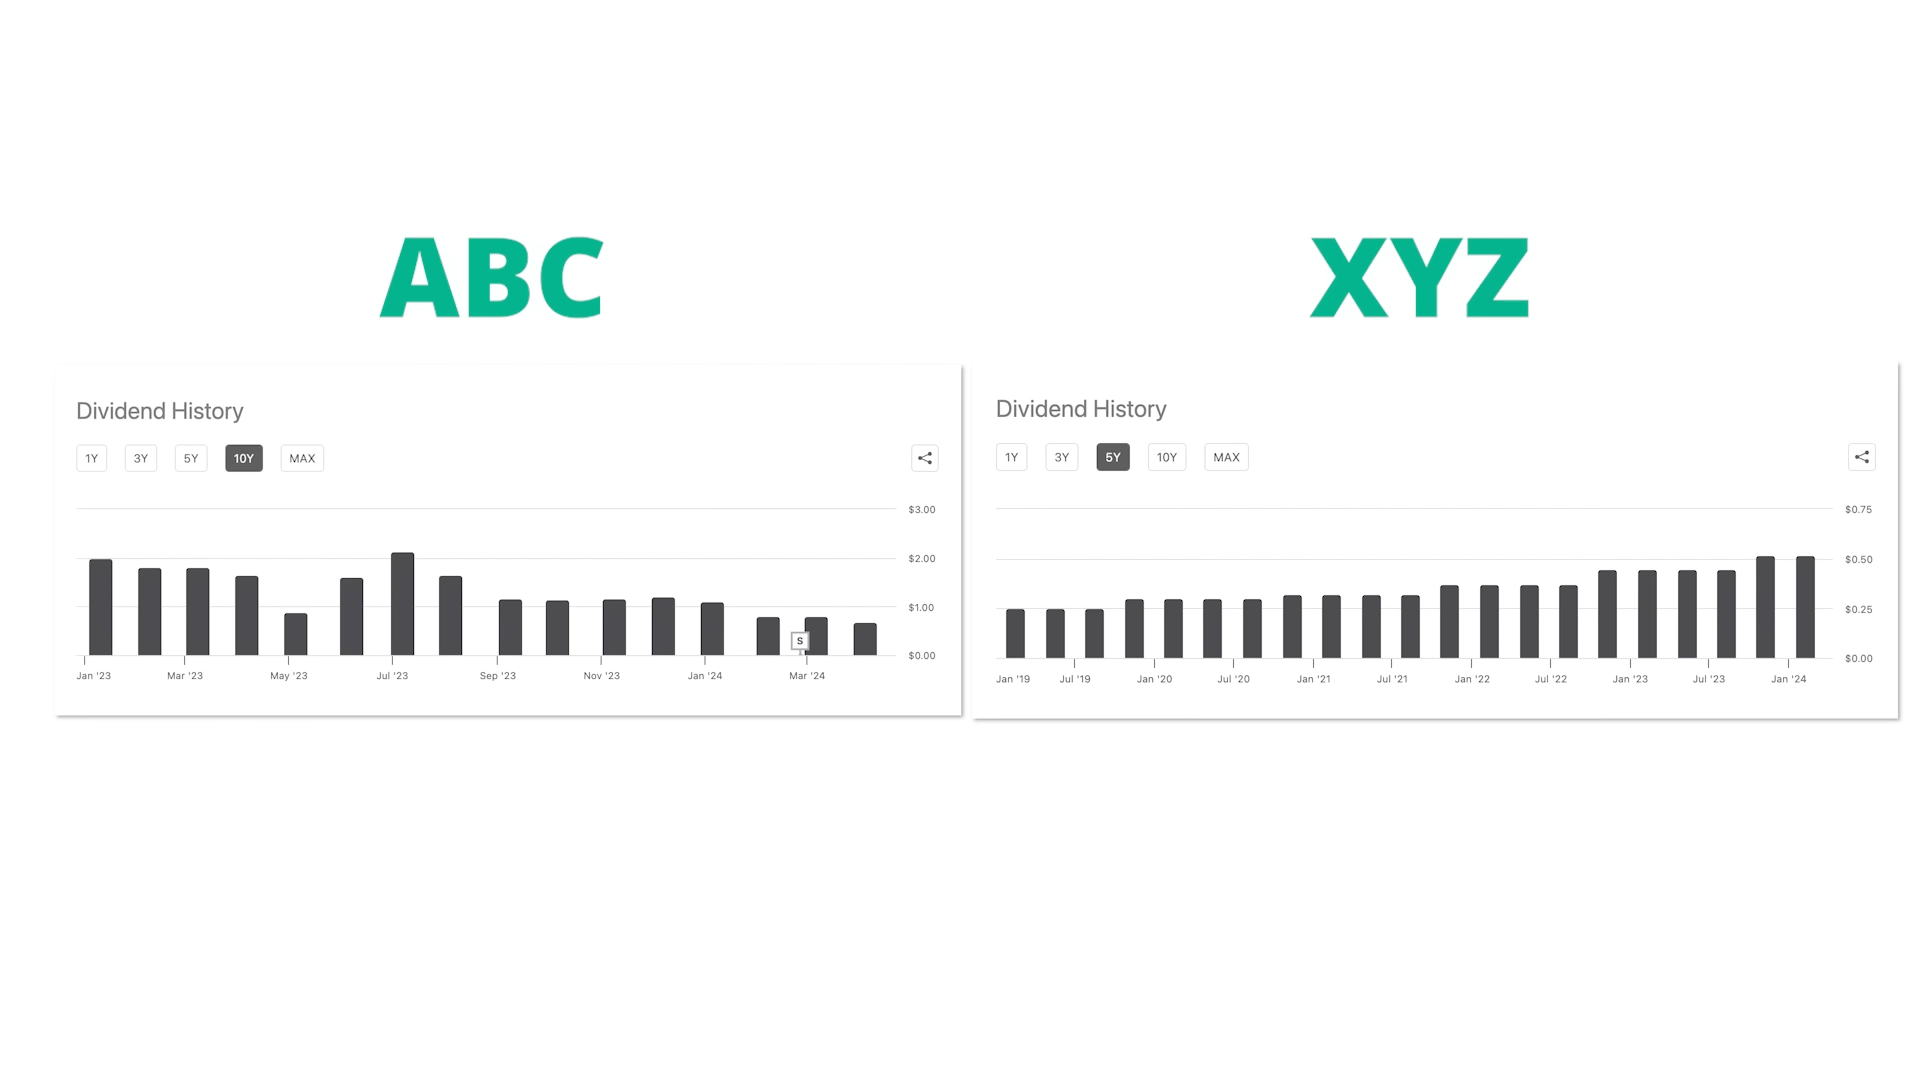 ABC
Dividend History
1Y 3Y 5Y 10Y MAX
$3.00
$2.00
$1.00
S
$0.00
Jan '23 Mar '23 May '23 Jul '23 Sep '23 Nov '23 Jan '24 Mar '24
XYZ
Dividend History
1Y 3Y 5Y 10Y MAX
$0.75
$0.50
$0.25
$0.00
Jan '19 Jul '19 Jan '20 Jul '20 Jan '21 Jul '21 Jan '22 Jul '22 Jan '23 Jul '23 Jan '24